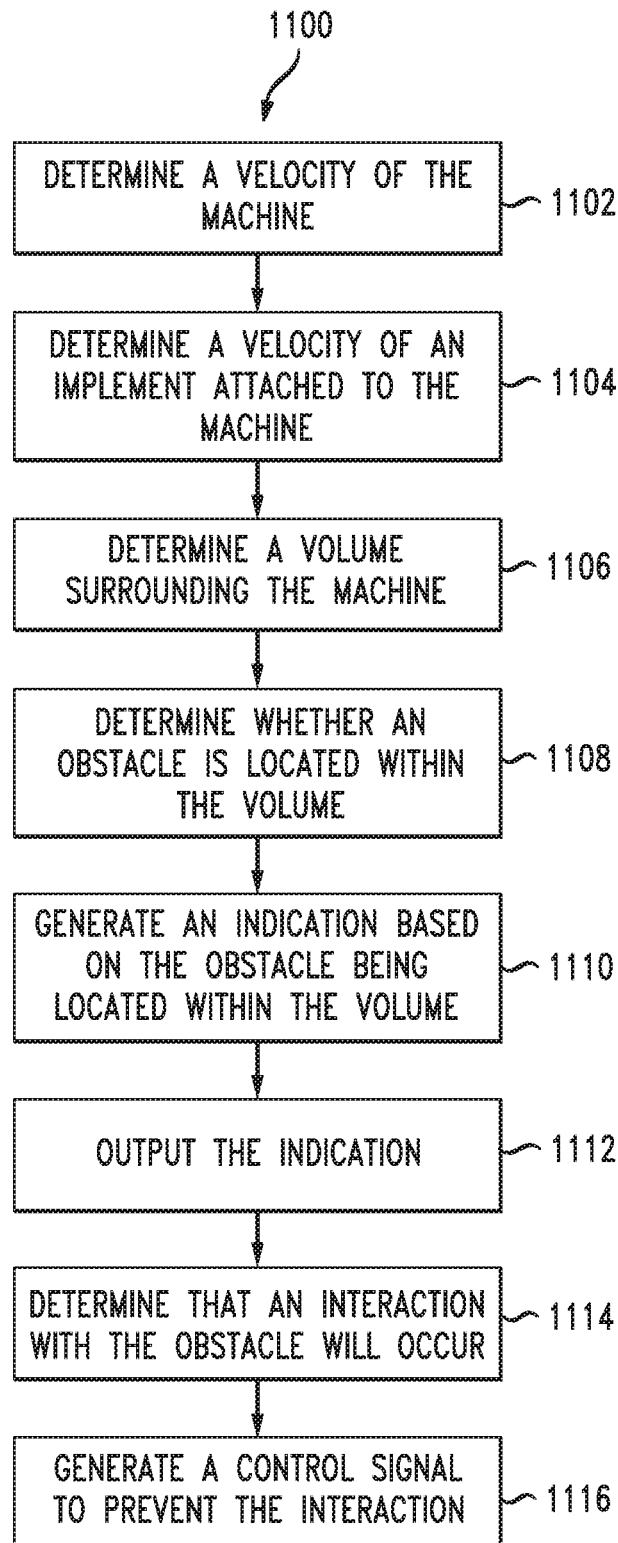 1100
DETERMINE A VELOCITY OF THE
MACHINE
1102
DETERMINE A VELOCITY OF AN
IMPLEMENT ATTACHED TO THE
MACHINE
1104
DETERMINE A VOLUME
SURROUNDING THE MACHINE
1106
DETERMINE WHETHER AN
OBSTACLE IS LOCATED WITHIN
THE VOLUME
1108
GENERATE AN INDICATION BASED
ON THE OBSTACLE BEING
LOCATED WITHIN THE VOLUME
1110
OUTPUT THE INDICATION
1112
DETERMINE THAT AN INTERACTION
WITH THE OBSTACLE WILL OCCUR
1114
GENERATE A CONTROL SIGNAL
TO PREVENT THE INTERACTION
1116